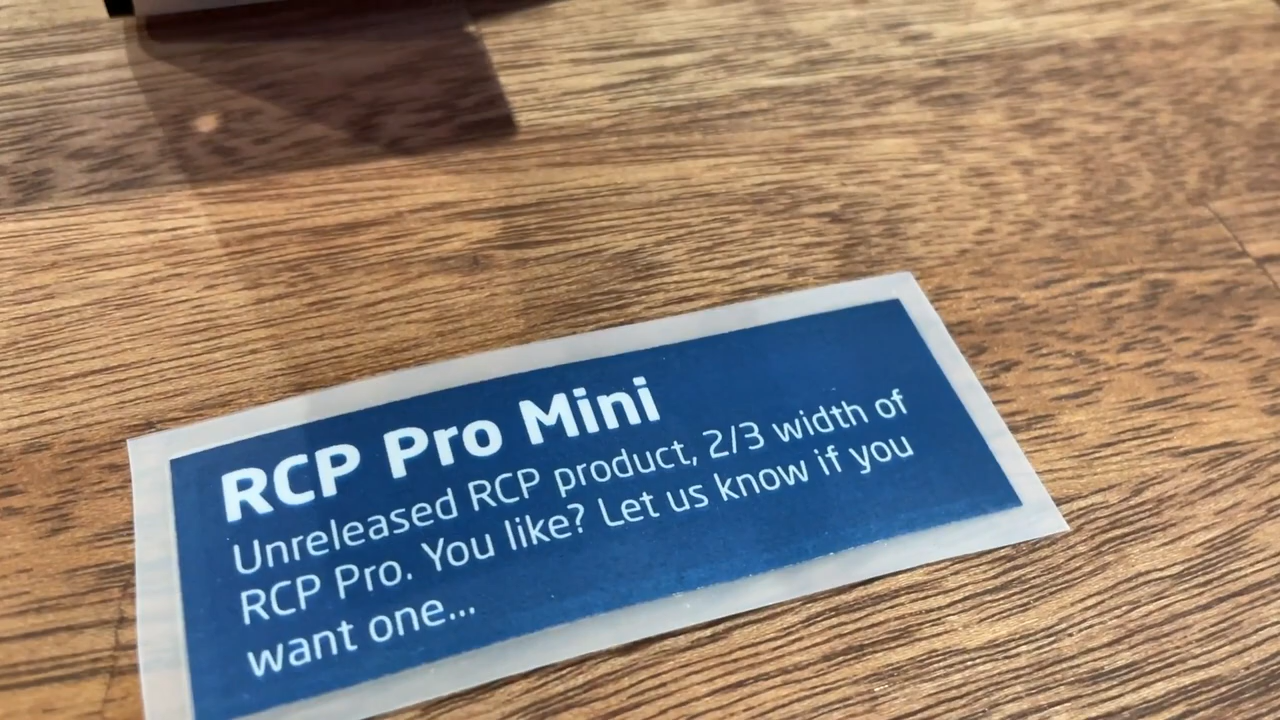 RCP Pro Mini
Unreleased RCP product, 2/3 width of
RCP Pro. You like? Let us know if you
want one...